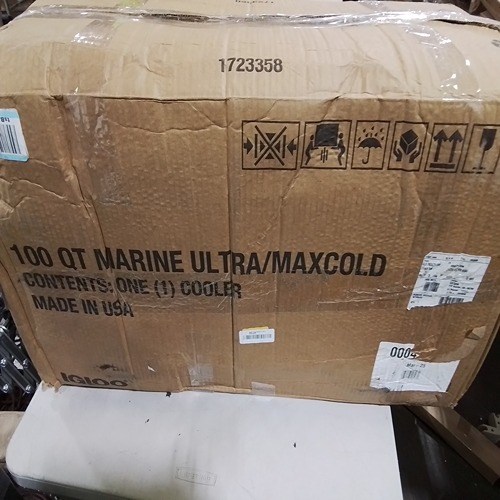 1723358
100 QT MARINE ULTRA/MAXCOLD
CONTENTS: ONE (1) COOLER
MADE IN USA
IGLOO